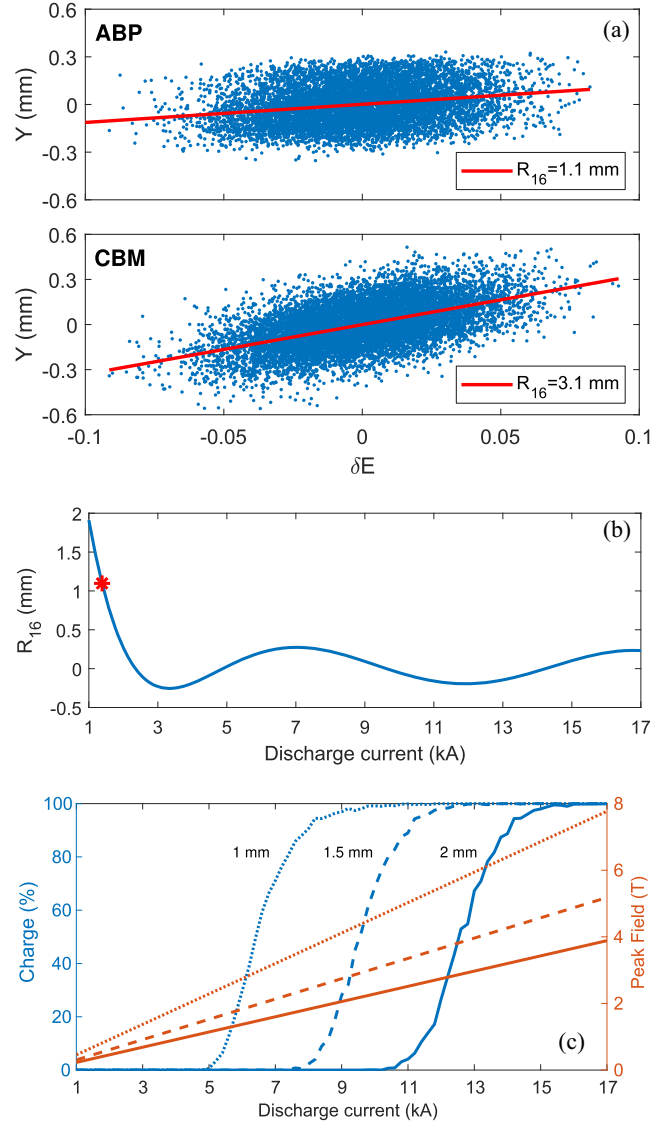 ABP
(a)
0.6
0.3
0
-0.3
-0.6
Y (mm)
R16=1.1 mm
CBM
0.6
0.3
0
-0.3
-0.6
Y (mm)
R16=3.1 mm
-0.1 -0.05 0 0.05 0.1
δE
(b)
2
1.5
1
0.5
0
-0.5
R16 (mm)
1 3 5 7 9 11 13 15 17
Discharge current (kA)
100
80
60
40
20
0
Charge (%)
1 mm 1.5 mm 2 mm
8
6
4
2
0
Peak Field (T)
(c)
1 3 5 7 9 11 13 15 17
Discharge current (kA)